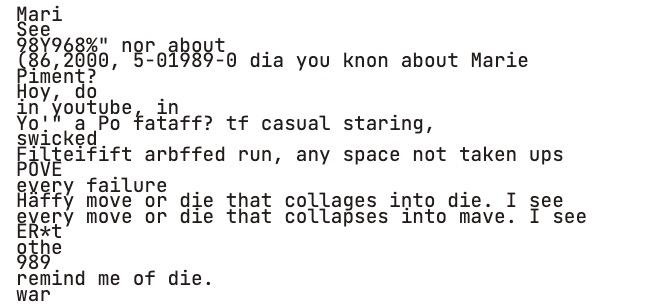 Mari
See
98Y968%" nor about
(86,2000, 5-01989-0 dia you knon about Marie
Piment?
Hoy, do
in youtube, in
Yo'" a Po fataff? tf casual staring,
swicked
Filteifift arbffed run, any space not taken ups
POVE
every failure
Haffy move or die that collages into die. I see
every move or die that collapses into mave. I see
ER*t
othe
989
remind me of die.
war